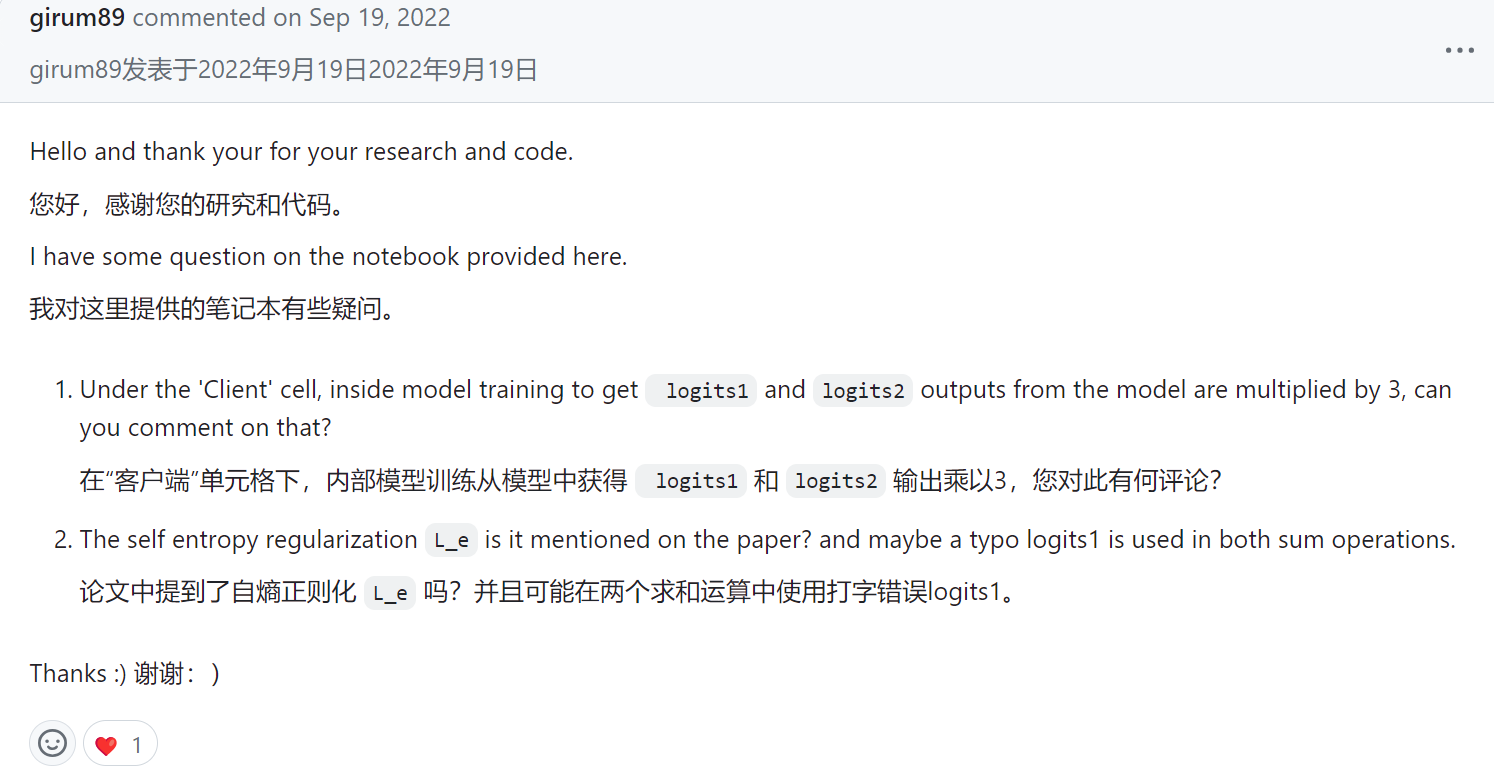 girum89 commented on Sep 19, 2022
girum89发表于2022年9月19日2022年9月19日
Hello and thank your for your research and code.
您好，感谢您的研究和代码。
I have some question on the notebook provided here.
我对这里提供的笔记本有些疑问。
1. Under the 'Client' cell, inside model training to get logits1 and logits2 outputs from the model are multiplied by 3, can
you comment on that?
在“客户端”单元格下，内部模型训练从模型中获得 logits1 和 logits2 输出乘以3，您对此有何评论？
2. The self entropy regularization L_e is it mentioned on the paper? and maybe a typo logits1 is used in both sum operations.
论文中提到了自熵正则化 L_e 吗？并且可能在两个求和运算中使用打字错误logits1。
Thanks :) 谢谢：）
1